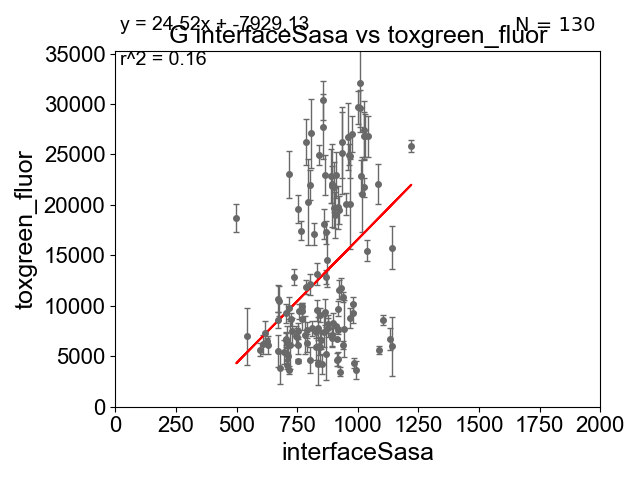 y = 24.52x + -7929.13
N = 130
G interfaceSasa vs toxgreen_fluor
r^2 = 0.16
35000
30000
25000
20000
15000
10000
5000
0
toxgreen_fluor
0 250 500 750 1000 1250 1500 1750 2000
interfaceSasa